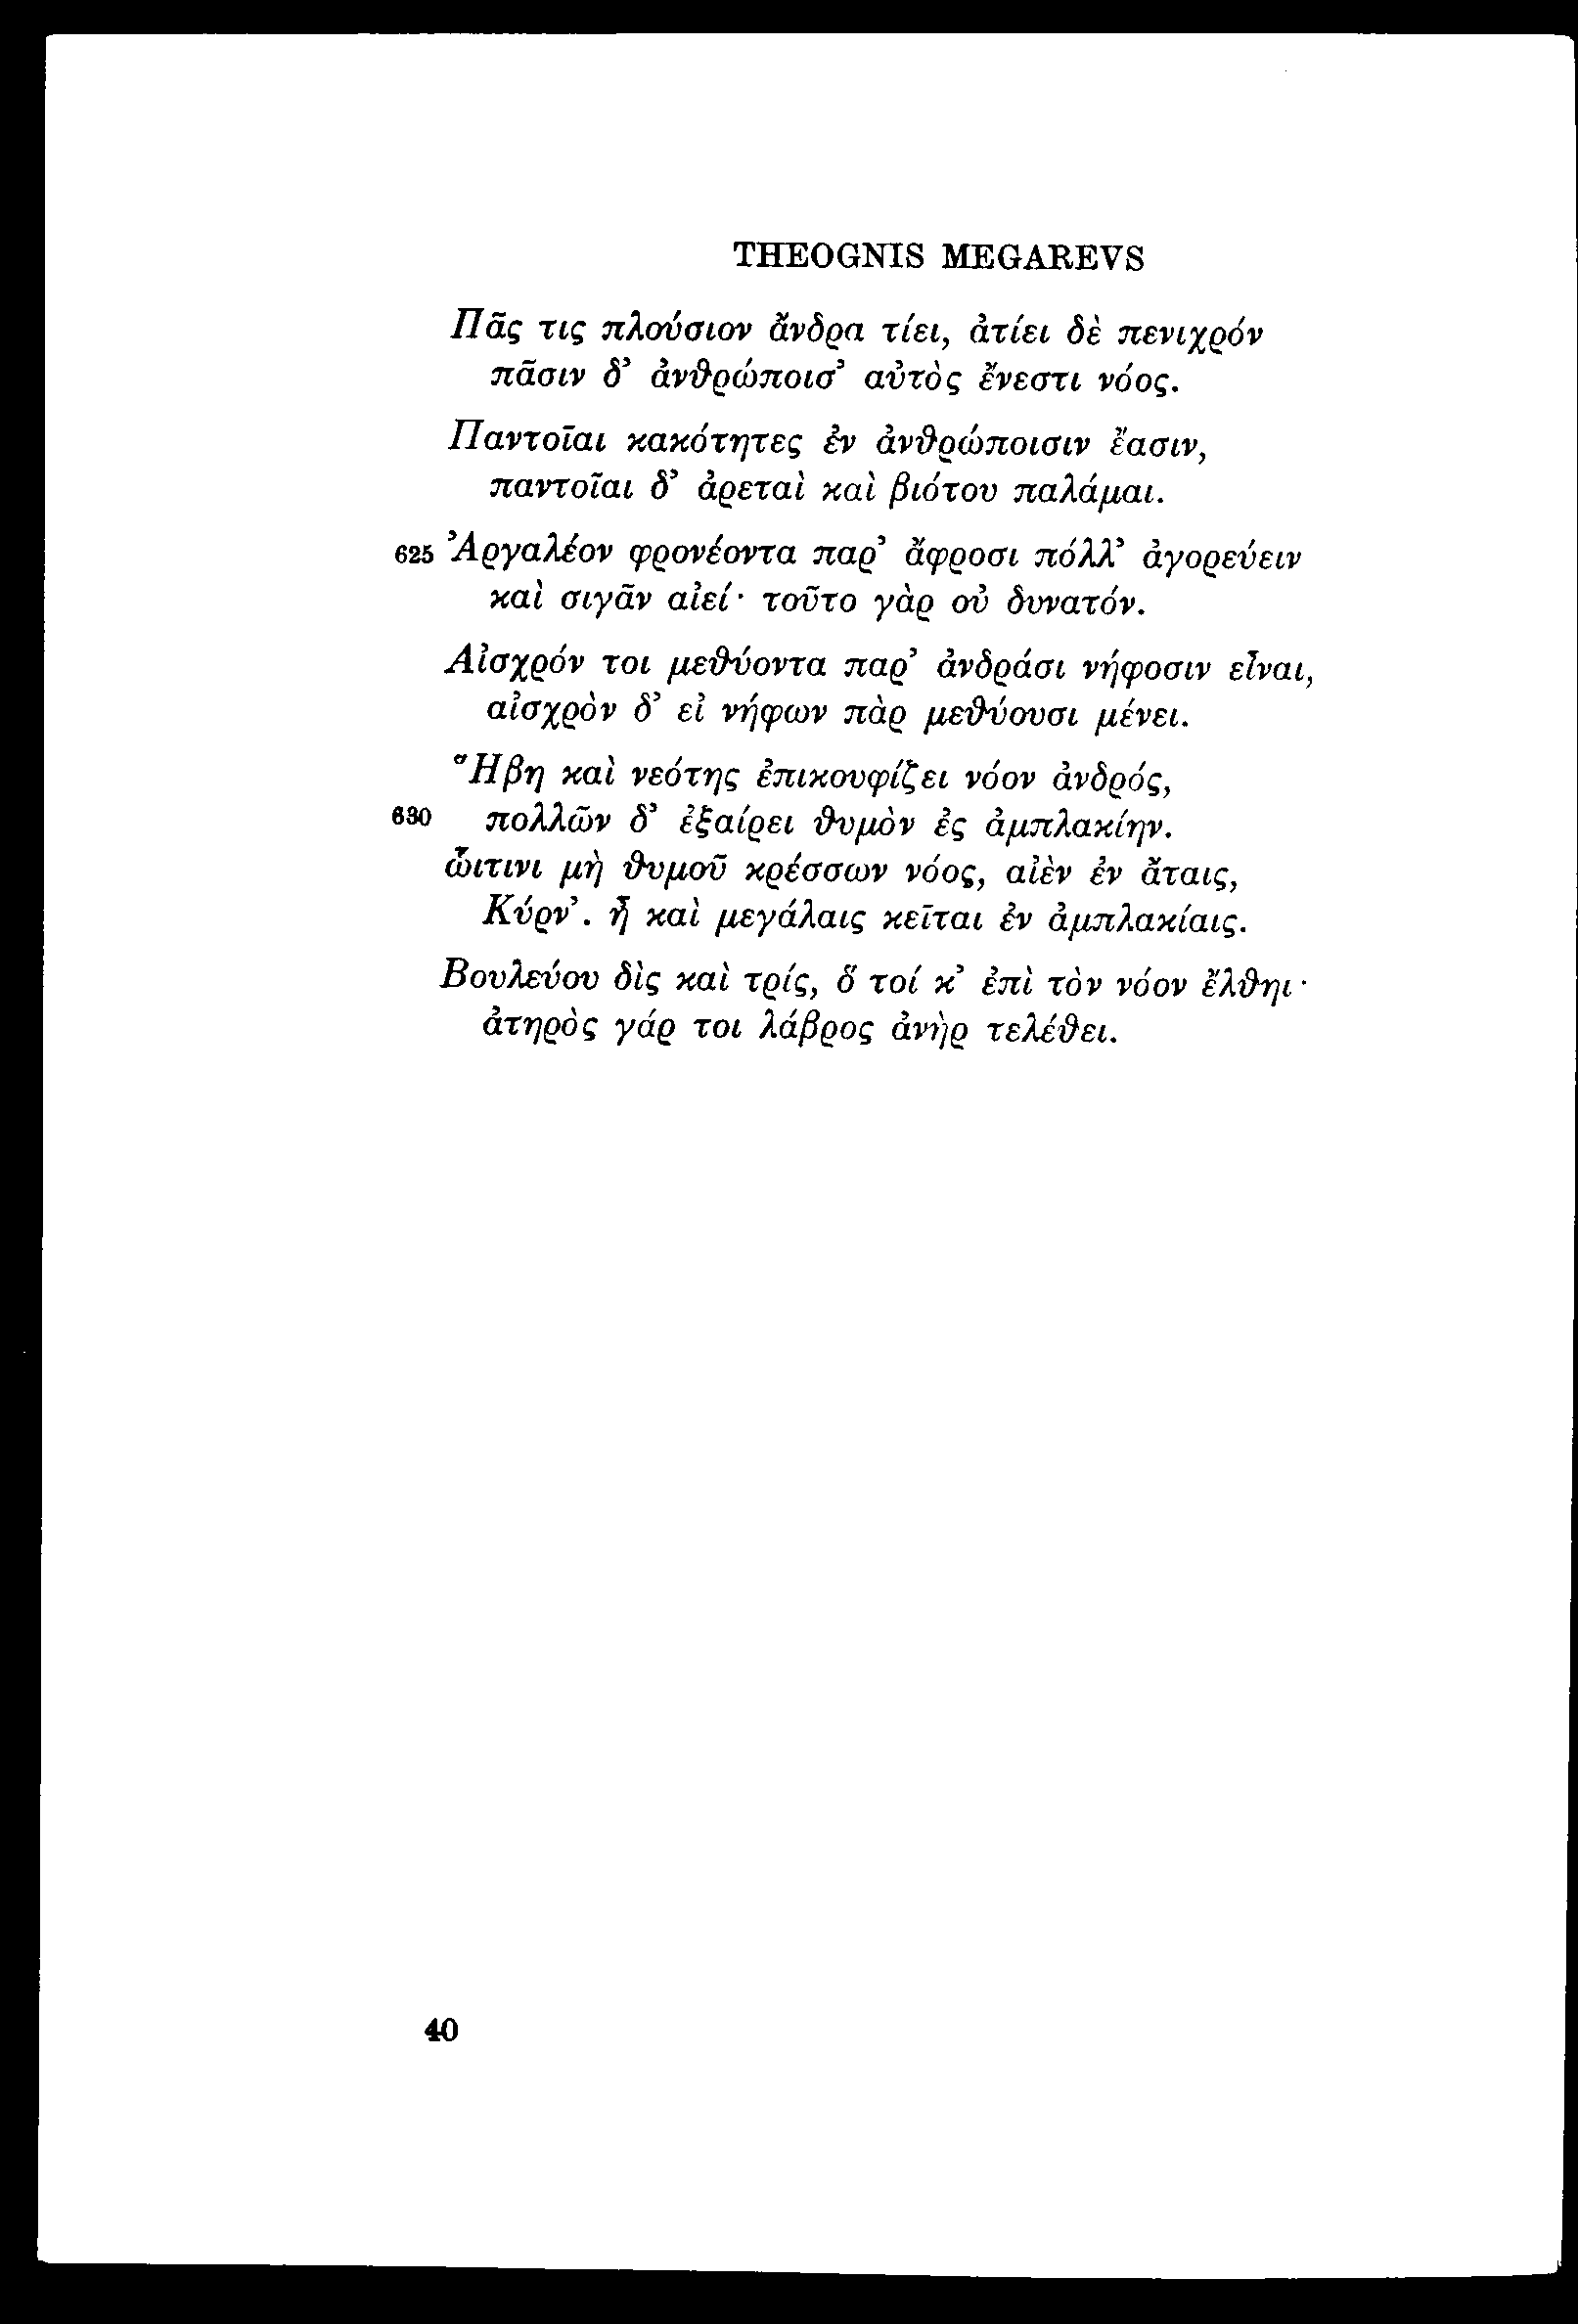 THEOGNIS MEGAREVS
Πᾶς τις πλούσιον ἄνδρα τίει, ἀτίει δὲ πενιχρόν
πᾶσιν δ’ ἀνθρώποισ’ αὐτὸς ἔνεστι νόος.
Παντοῖαι κακότητες ἐν ἀνθρώποισιν ἔασιν,
παντοῖαι δ’ ἀρεταὶ καὶ βιότου παλάμαι.
625 Ἀργαλέον φρονέοντα παρ’ ἄφροσι πόλλ’ ἀγορεύειν
καὶ σιγᾶν αἰεί· τοῦτο γὰρ οὐ δυνατόν.
Αἰσχρόν τοι μεθύοντα παρ’ ἀνδράσι νήφοσιν εἶναι,
αἰσχρὸν δ’ εἰ νήφων πὰρ μεθύουσι μένει.
Ἥβη καὶ νεότης ἐπικουφίζει νόον ἀνδρός,
630 πολλῶν δ’ ἐξαίρει θυμὸν ἐς ἀμπλακίην.
ὧιτινι μὴ θυμοῦ κρέσσων νόος, αἰὲν ἐν ἄταις,
Κύρν’. ἦ καὶ μεγάλαις κεῖται ἐν ἀμπλακίαις.
Βουλεύου δὶς καὶ τρίς, ὅ τοί κ’ ἐπὶ τὸν νόον ἔλθηι·
ἀτηρὸς γάρ τοι λάβρος ἀνὴρ τελέθει.
40